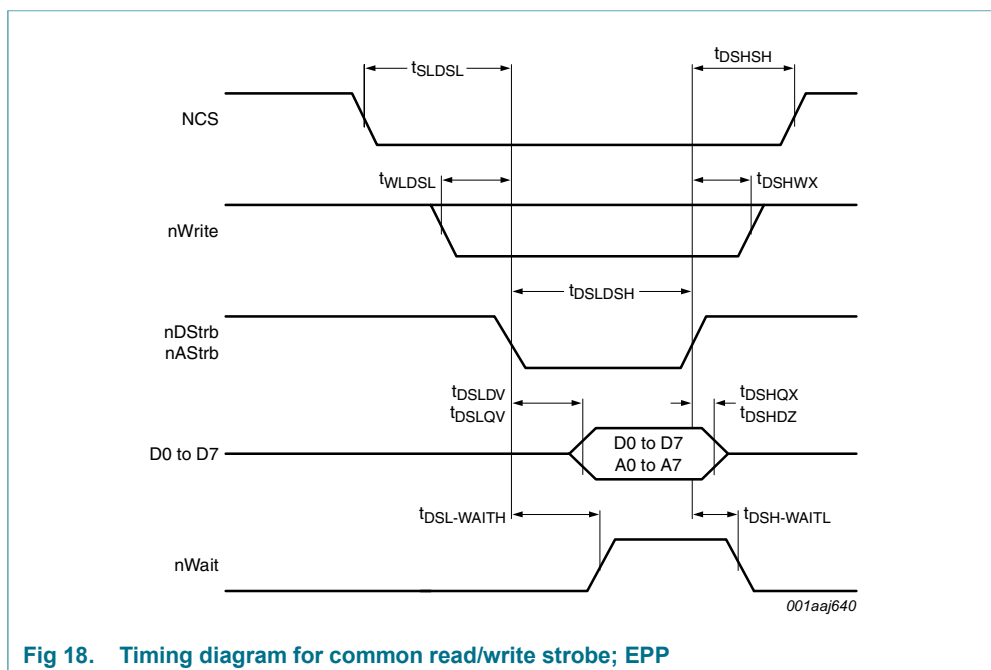 tSLDSL
tDSHSH
NCS
tWLDSL
tDSHWX
nWrite
tDSLDSH
nDStrb
nAStrb
tDSLDV
tDSLQV
tDSHQX
tDSHDZ
D0 to D7
D0 to D7
A0 to A7
tDSL-WAITH
tDSH-WAITL
nWait
001aaj640
Fig 18. Timing diagram for common read/write strobe; EPP